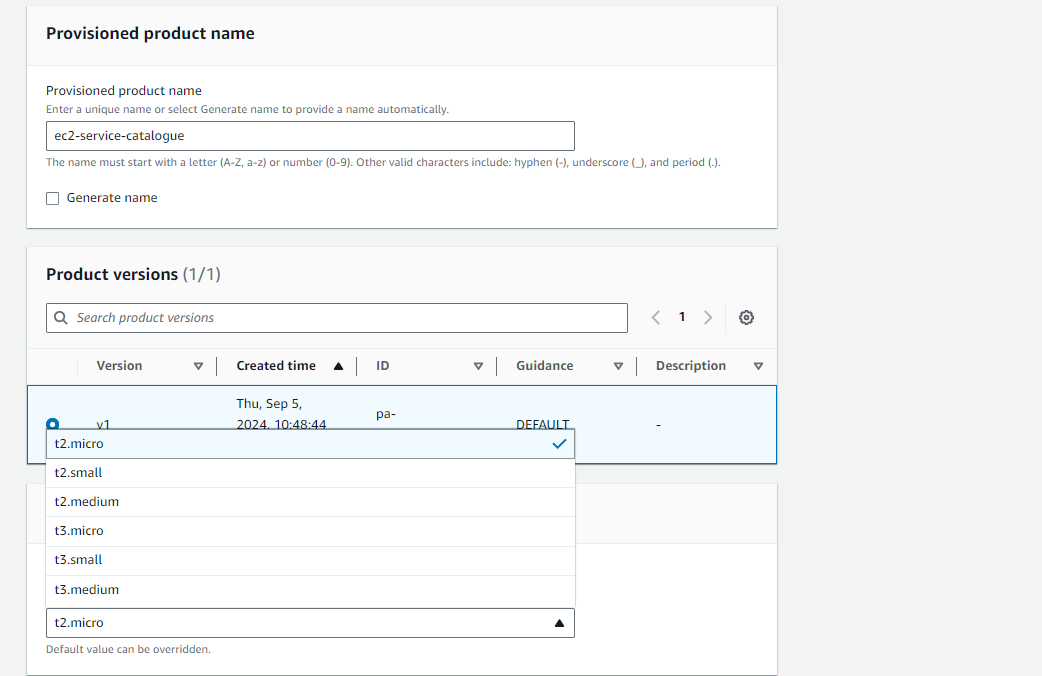 Provisioned product name
Provisioned product name
Enter a unique name or select Generate name to provide a name automatically.
ec2-service-catalogue
The name must start with a letter (A-Z, a-z) or number (0-9). Other valid characters include: hyphen (-), underscore (_), and period (.).
Generate name
Product versions (1/1)
Search product versions
1
Version Created time ID Guidance Description
Thu, Sep 5,
pa-
v1 2024, 10:48:44 DEFAULT -
t2.micro
t2.small
t2.medium
t3.micro
t3.small
t3.medium
t2.micro
Default value can be overridden.